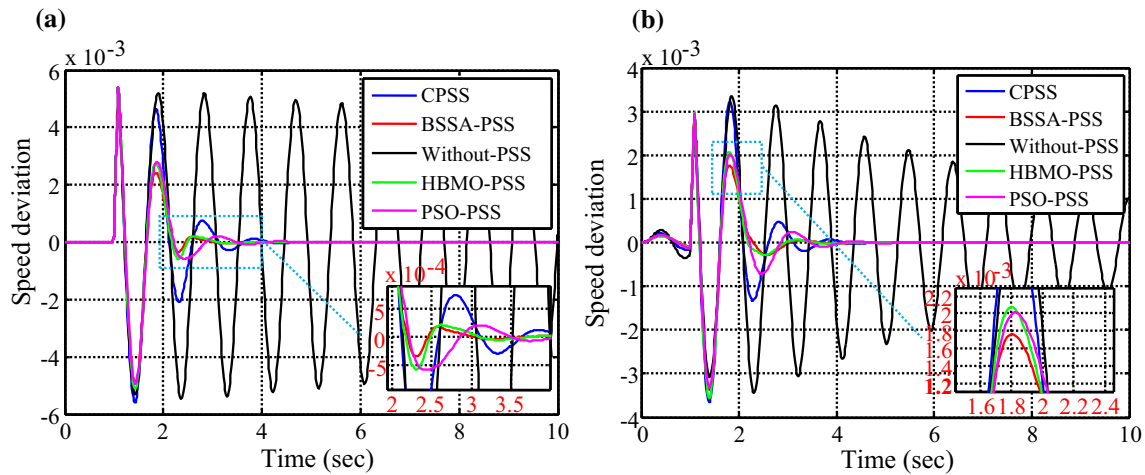 (a)
x 10⁻³
6
4
2
0
-2
-4
-6
Speed deviation
CPSS
BSSA-PSS
Without-PSS
HBMO-PSS
PSO-PSS
x 10⁻⁴
5
0
-5
2 2.5 3 3.5
0 2 4 6 8 10
Time (sec)
(b)
x 10⁻³
4
3
2
1
0
-1
-2
-3
-4
Speed deviation
CPSS
BSSA-PSS
Without-PSS
HBMO-PSS
PSO-PSS
x 10⁻³
2.2
2
1.8
1.6
1.4
1.2
1.6 1.8 2 2.2 2.4
0 2 4 6 8 10
Time (sec)